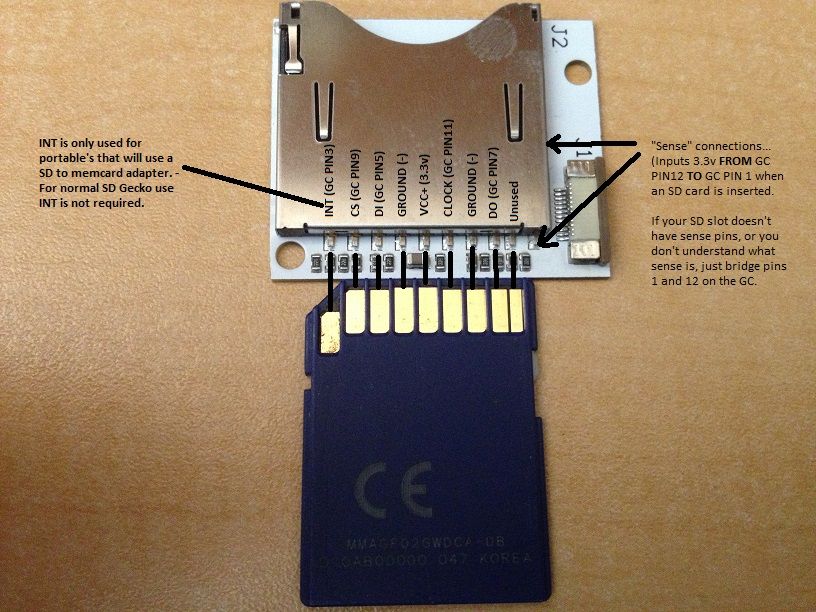 J2
INT is only used for
portable's that will use a
SD to memcard adapter. -
For normal SD Gecko use
INT is not required.
INT (GC PIN3)
CS (GC PIN9)
DI (GC PIN5)
GROUND (-)
VCC+ (3.3v)
CLOCK (GC PIN11)
GROUND (-)
DO (GC PIN7)
Unused
J1
"Sense" connections...
(Inputs 3.3v FROM GC
PIN12 TO GC PIN 1 when
an SD card is inserted.
If your SD slot doesn't
have sense pins, or you
don't understand what
sense is, just bridge pins
1 and 12 on the GC.
CE
MMAGF02GWDCA-DB
047 KOREA